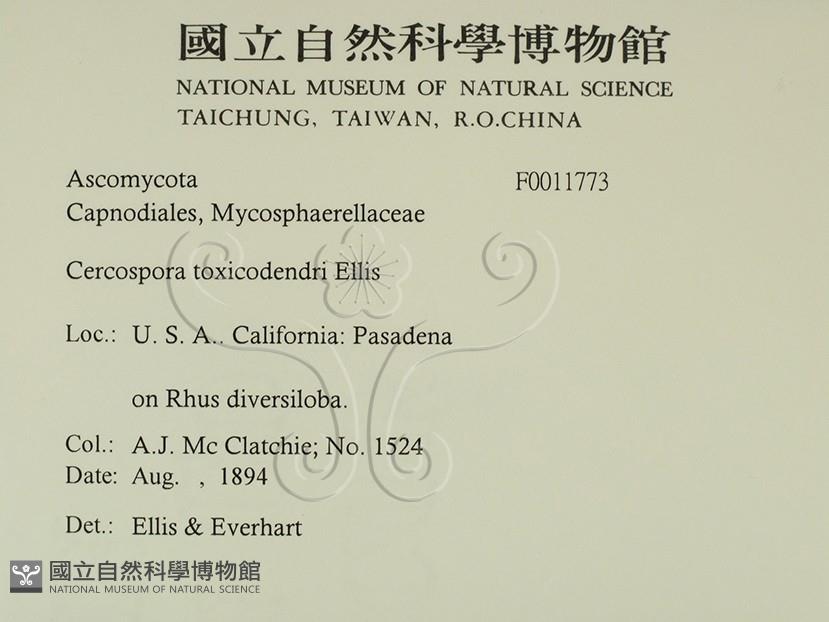 國立自然科學博物館
NATIONAL MUSEUM OF NATURAL SCIENCE
TAICHUNG, TAIWAN, R.O.CHINA
Ascomycota F0011773
Capnodiales, Mycosphaerellaceae
Cercospora toxicodendri Ellis
Loc.: U. S. A.. California: Pasadena
on Rhus diversiloba.
Col.: A.J. Mc Clatchie; No. 1524
Date: Aug. , 1894
Det.: Ellis & Everhart
國立自然科學博物館
NATIONAL MUSEUM OF NATURAL SCIENCE